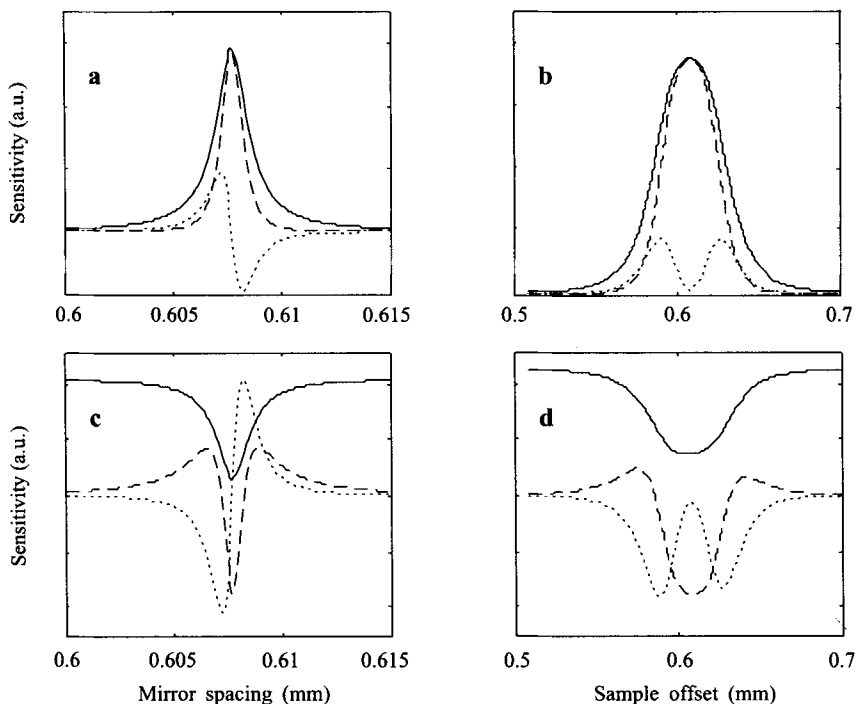 Sensitivity (a.u.)
a
0.6 0.605 0.61 0.615
b
0.5 0.6 0.7
Sensitivity (a.u.)
c
0.6 0.605 0.61 0.615
Mirror spacing (mm)
d
0.5 0.6 0.7
Sample offset (mm)